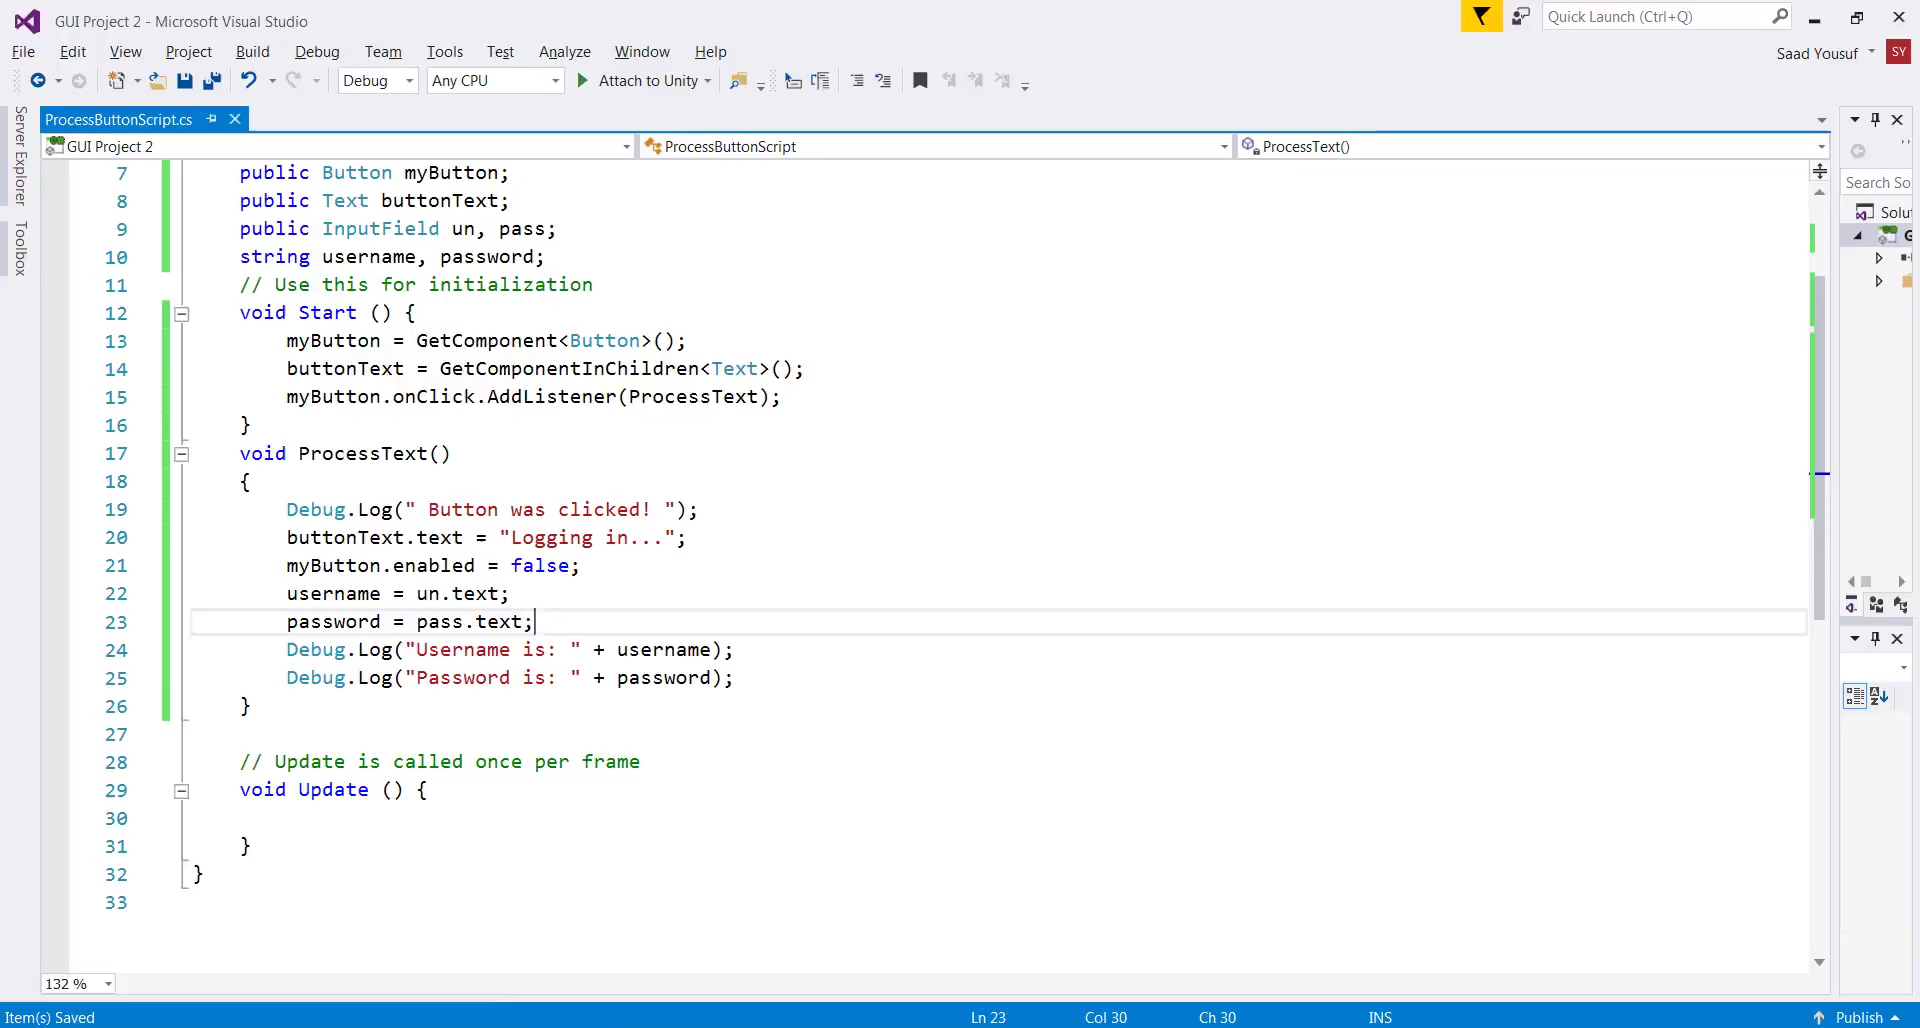 GUI Project 2 - Microsoft Visual Studio
Quick Launch (Ctrl+Q)
File Edit View Project Build Debug Team Tools Test Analyze Window Help
Saad Yousuf SY
Debug Any CPU Attach to Unity
Server Explorer
Toolbox
ProcessButtonScript.cs
GUI Project 2 ProcessButtonScript ProcessText()
7 public Button myButton;
8 public Text buttonText;
9 public InputField un, pass;
10 string username, password;
11 // Use this for initialization
12 void Start () {
13 myButton = GetComponent<Button>();
14 buttonText = GetComponentInChildren<Text>();
15 myButton.onClick.AddListener(ProcessText);
16 }
17 void ProcessText()
18 {
19 Debug.Log(" Button was clicked! ");
20 buttonText.text = "Logging in...";
21 myButton.enabled = false;
22 username = un.text;
23 password = pass.text;
24 Debug.Log("Username is: " + username);
25 Debug.Log("Password is: " + password);
26 }
27
28 // Update is called once per frame
29 void Update () {
30
31 }
32 }
33
Search So
Solut
G
132 %
Item(s) Saved Ln 23 Col 30 Ch 30 INS Publish